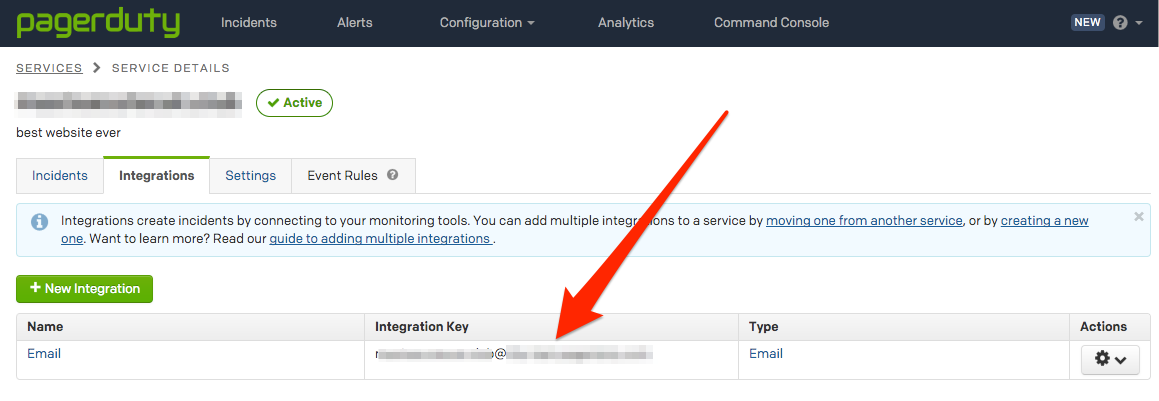 pagerduty Incidents Alerts Configuration Analytics Command Console NEW ?
SERVICES > SERVICE DETAILS
Active
best website ever
Incidents Integrations Settings Event Rules ?
Integrations create incidents by connecting to your monitoring tools. You can add multiple integrations to a service by moving one from another service, or by creating a new
one. Want to learn more? Read our guide to adding multiple integrations .
+ New Integration
Name Integration Key Type Actions
Email @ Email